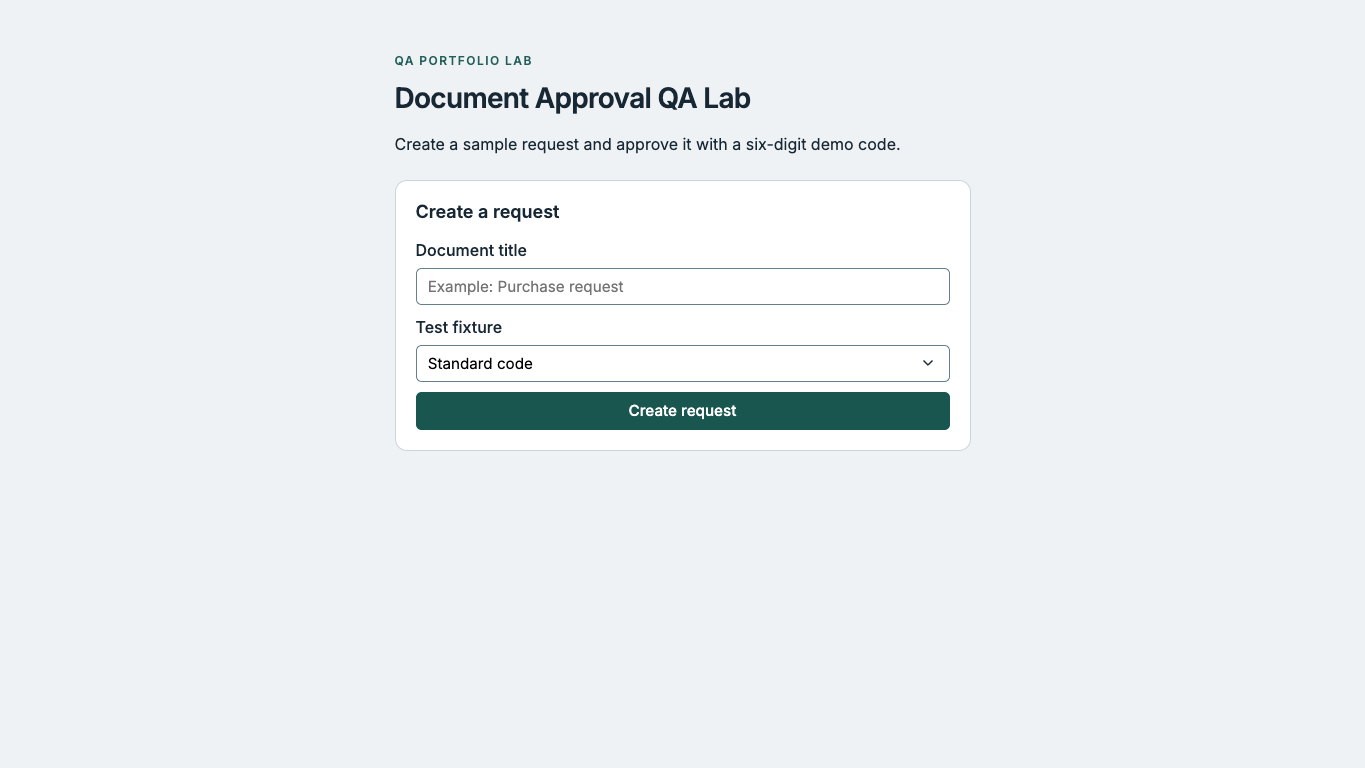 QA PORTFOLIO LAB
Document Approval QA Lab
Create a sample request and approve it with a six-digit demo code.
Create a request
Document title
Example: Purchase request
Test fixture
Standard code
Create request